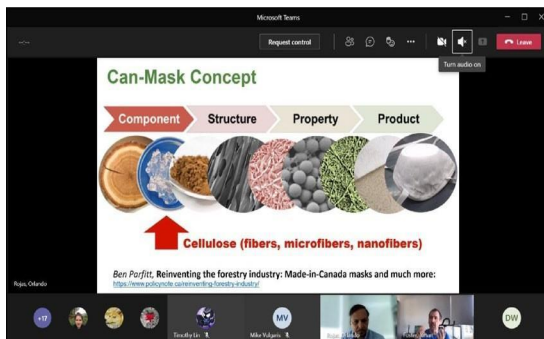 Microsoft Teams
--:--
Request control
Leave
Turn audio on
Can-Mask Concept
Component
Structure
Property
Product
Cellulose (fibers, microfibers, nanofibers)
Ben Parfitt, Reinventing the forestry industry: Made-in-Canada masks and much more:
https://www.policynote.ca/reinventing-forestry-industry/
Rojas, Orlando
+17
Timothy Lin
MV
Mike Vulgaris
DW